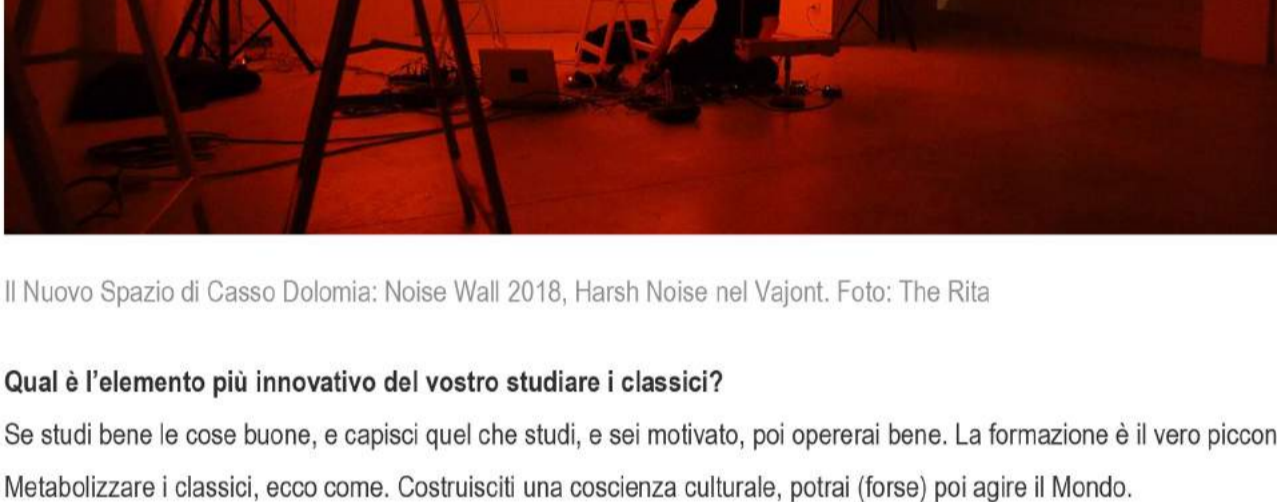 Il Nuovo Spazio di Casso Dolomia: Noise Wall 2018, Harsh Noise nel Vajont. Foto: The Rita
Qual è l'elemento più innovativo del vostro studiare i classici?
Se studi bene le cose buone, e capisci quel che studi, e sei motivato, poi opererai bene. La formazione è il vero piccon
Metabolizzare i classici, ecco come. Costruisciti una coscienza culturale, potrai (forse) poi agire il Mondo.